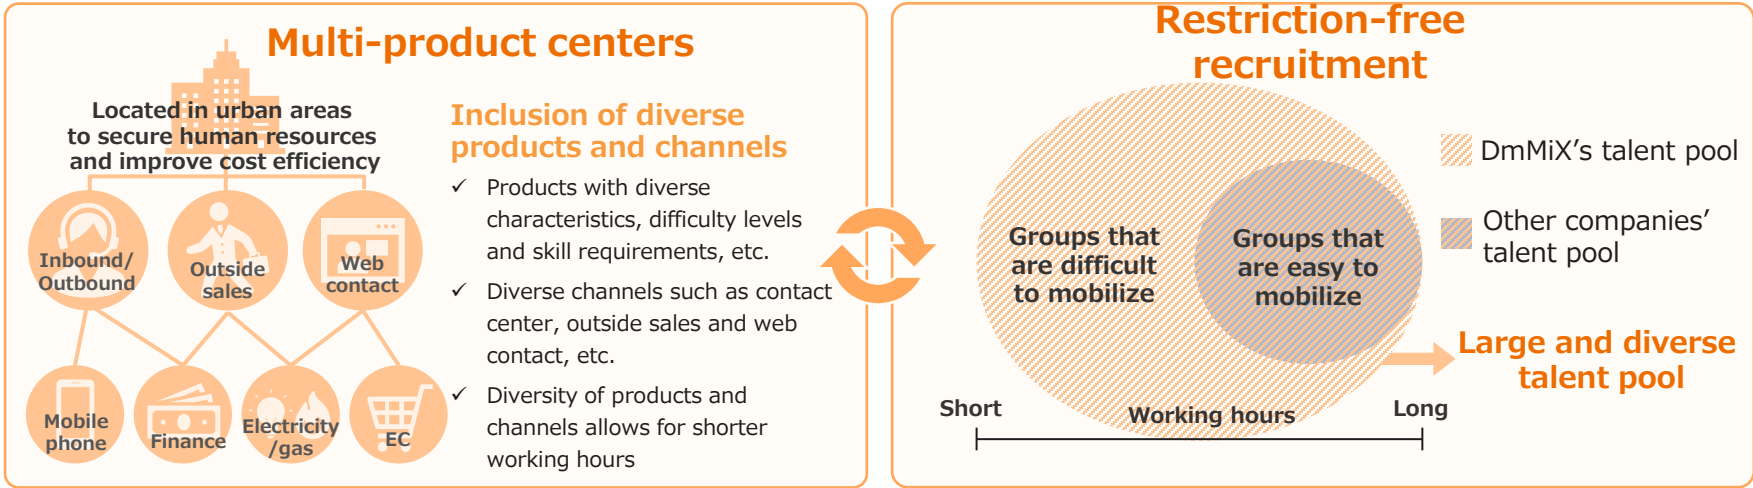 Multi-product centers
Located in urban areas
to secure human resources
and improve cost efficiency
Inbound/
Outbound
Outside
sales
Web
contact
Mobile
phone
Finance
Electricity
/gas
EC
Inclusion of diverse
products and channels
✓ Products with diverse
characteristics, difficulty levels
and skill requirements, etc.
✓ Diverse channels such as contact
center, outside sales and web
contact, etc.
✓ Diversity of products and
channels allows for shorter
working hours
Restriction-free
recruitment
Groups that
are difficult
to mobilize
Groups that
are easy to
mobilize
DmMiX’s talent pool
Other companies’
talent pool
Large and diverse
talent pool
Short
Working hours
Long